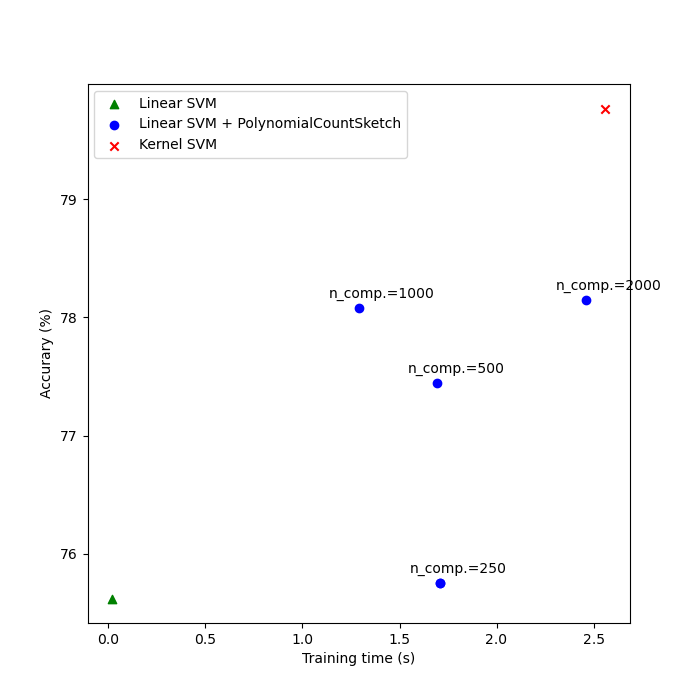 Linear SVM
Linear SVM + PolynomialCountSketch
Kernel SVM
79
n_comp.=2000
n_comp.=1000
78
n_comp.=500
Accurary (%)
77
n_comp.=250
76
0.0 0.5 1.0 1.5 2.0 2.5
Training time (s)